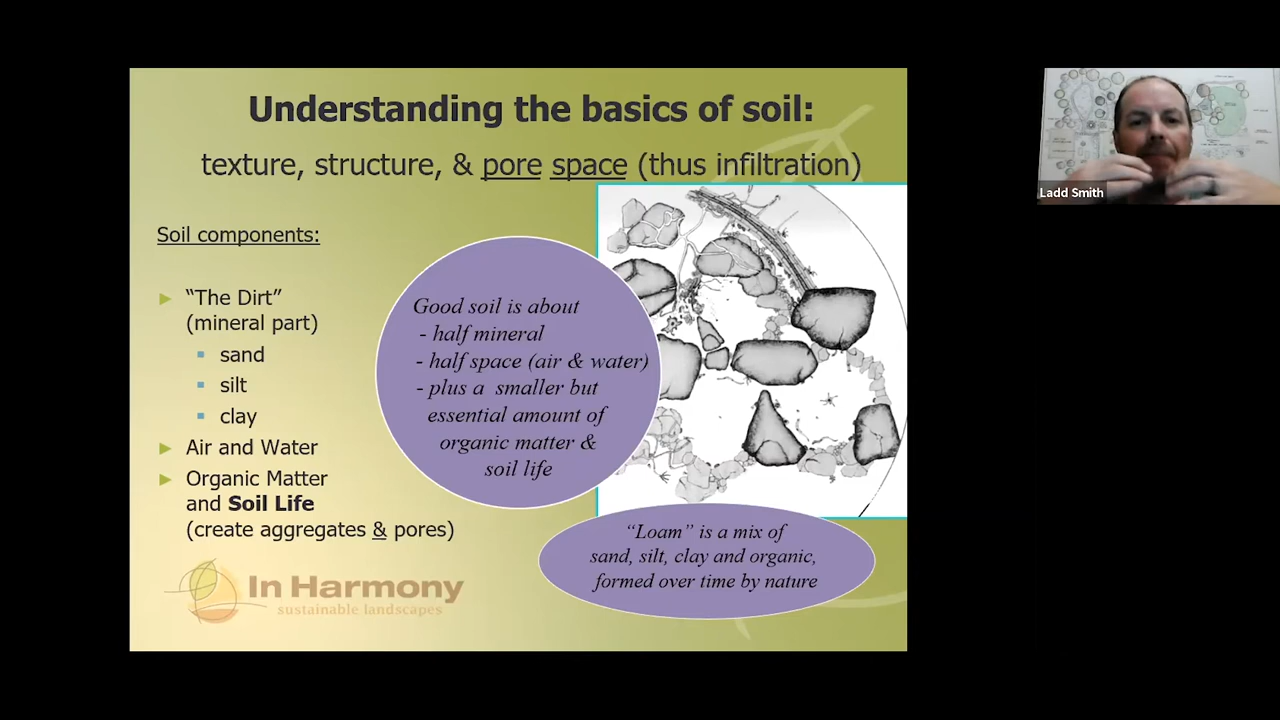 Understanding the basics of soil:
texture, structure, & pore space (thus infiltration)
Soil components:
“The Dirt”
(mineral part)
sand
silt
clay
Air and Water
Organic Matter
and Soil Life
(create aggregates & pores)
Good soil is about
- half mineral
- half space (air & water)
- plus a smaller but
essential amount of
organic matter &
soil life
“Loam” is a mix of
sand, silt, clay and organic,
formed over time by nature
In Harmony
sustainable landscapes
Ladd Smith